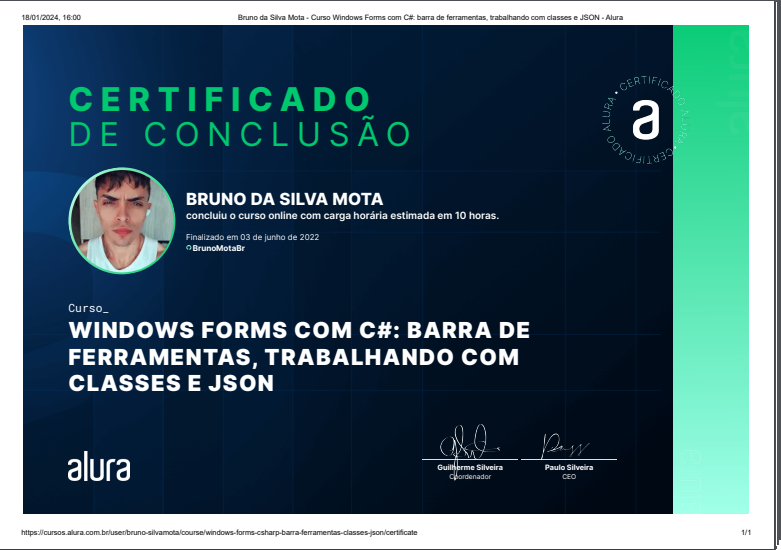 18/01/2024, 16:00
Bruno da Silva Mota - Curso Windows Forms com C#: barra de ferramentas, trabalhando com classes e JSON - Alura
CERTIFICADO
DE CONCLUSÃO
CERTIFICADO ALURA • CERTIFICADO ALURA •
a
BRUNO DA SILVA MOTA
concluiu o curso online com carga horária estimada em 10 horas.
Finalizado em 03 de junho de 2022
BrunoMotaBr
Curso_
WINDOWS FORMS COM C#: BARRA DE
FERRAMENTAS, TRABALHANDO COM
CLASSES E JSON
alura
Guilherme Silveira
Coordenador
Paulo Silveira
CEO
https://cursos.alura.com.br/user/bruno-silvamota/course/windows-forms-csharp-barra-ferramentas-classes-json/certificate
1/1